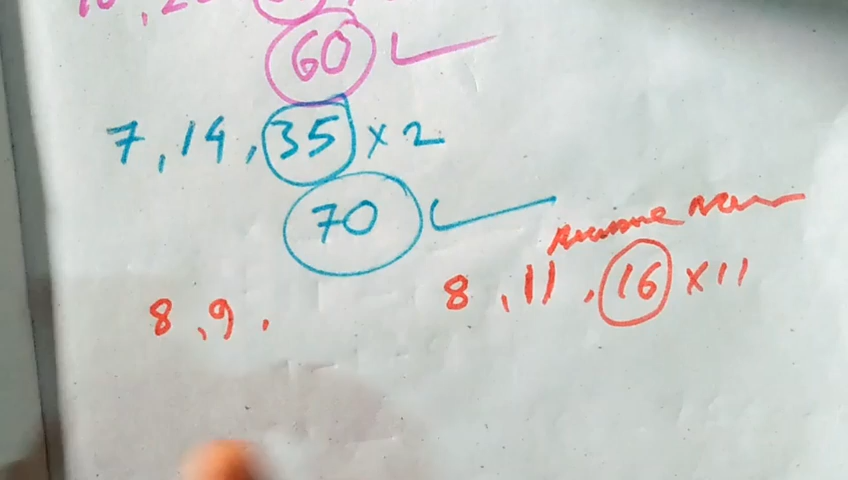 60
7, 14, 35 x 2
70
8, 9.
8, 11, 16 x 11